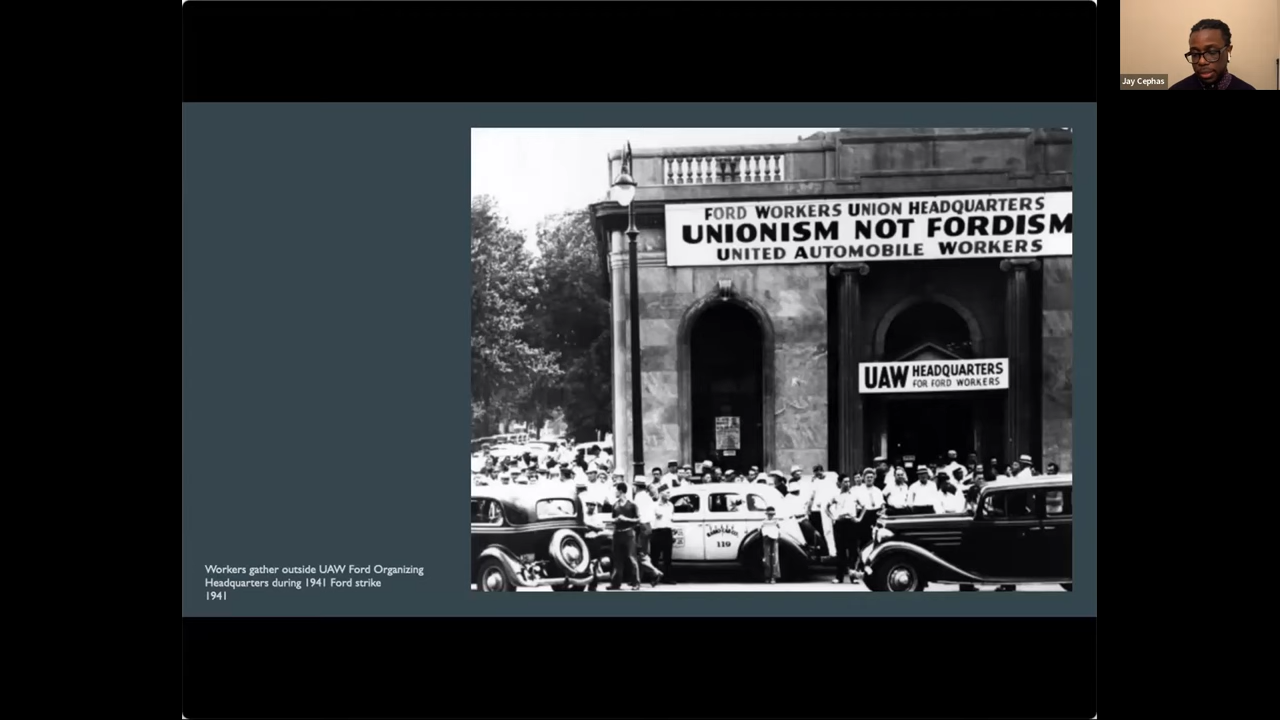 Jay Cephas
FORD WORKERS UNION HEADQUARTERS
UNIONISM NOT FORDISM
UNITED AUTOMOBILE WORKERS
UAW HEADQUARTERS
FOR FORD WORKERS
119
Workers gather outside UAW Ford Organizing
Headquarters during 1941 Ford strike
1941